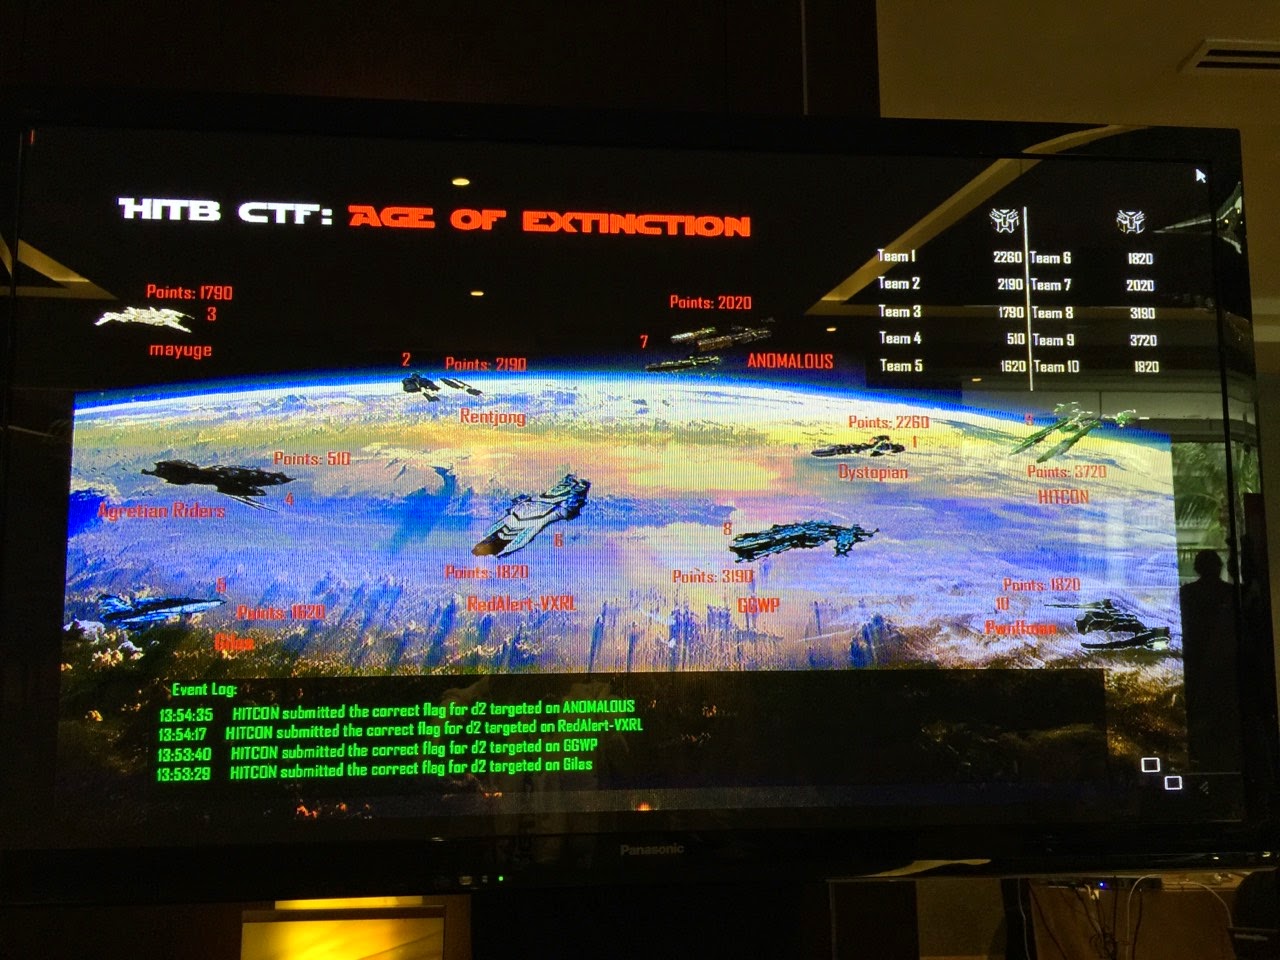 HITB CTF: AGE OF EXTINCTION
Team 1 2260 Team 6 1820
Team 2 2190 Team 7 2020
Team 3 1790 Team 8 3190
Team 4 510 Team 9 3720
Team 5 1620 Team 10 1820
Points: 1790
3
mayuge
Points: 2020
7
ANOMALOUS
2 Points: 2190
Rentjong
Points: 2260
1
Dystopian
Points: 3720
HITCON
Points: 510
4
Agretian Riders
6
Points: 1820
RedAlert-VXRL
8
Points: 3190
GGWP
Points: 1820
10
Points: 1620
Gilas
Event Log:
13:54:35 HITCON submitted the correct flag for d2 targeted on ANOMALOUS
13:54:17 HITCON submitted the correct flag for d2 targeted on RedAlert-VXRL
13:53:40 HITCON submitted the correct flag for d2 targeted on GGWP
13:53:29 HITCON submitted the correct flag for d2 targeted on Gilas
Panasonic